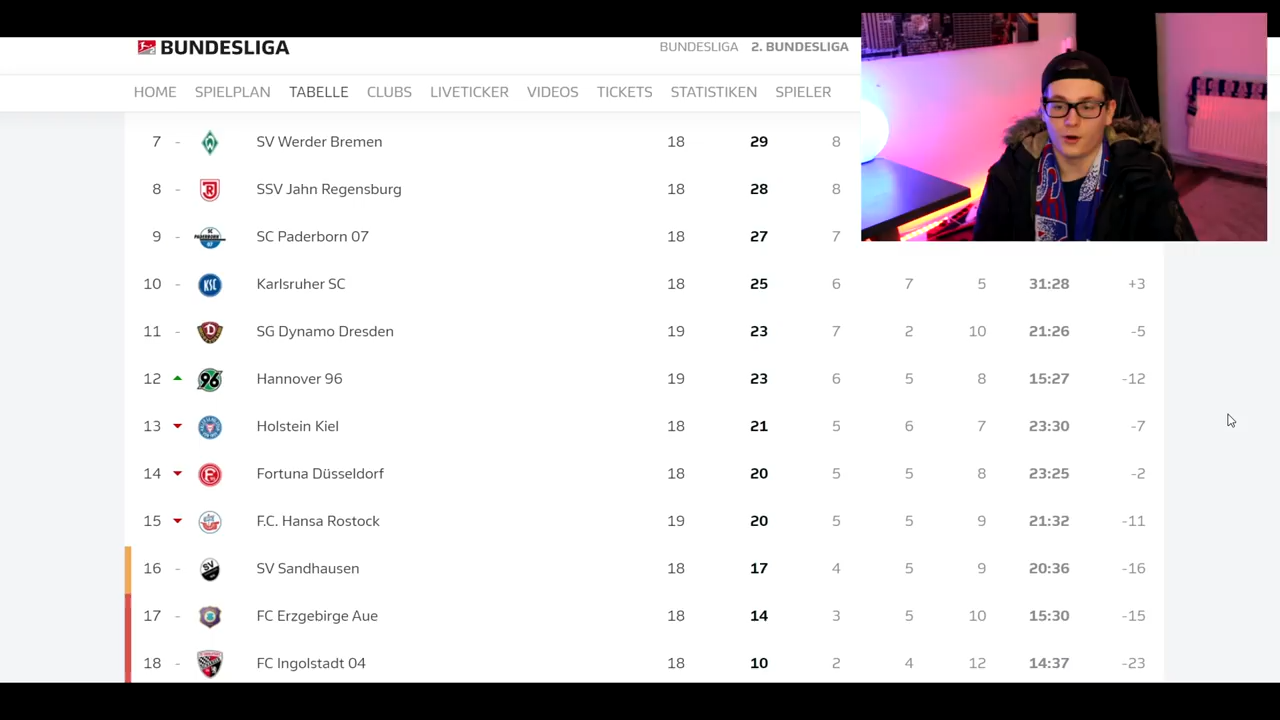 BUNDESLIGA
BUNDESLIGA 2. BUNDESLIGA
HOME SPIELPLAN TABELLE CLUBS LIVETICKER VIDEOS TICKETS STATISTIKEN SPIELER
7 - SV Werder Bremen 18 29 8
8 - SSV Jahn Regensburg 18 28 8
9 - SC Paderborn 07 18 27 7
10 - KSC Karlsruher SC 18 25 6 7 5 31:28 +3
11 - D SG Dynamo Dresden 19 23 7 2 10 21:26 -5
12 96 Hannover 96 19 23 6 5 8 15:27 -12
13 Holstein Kiel 18 21 5 6 7 23:30 -7
14 F Fortuna Düsseldorf 18 20 5 5 8 23:25 -2
15 F.C. Hansa Rostock 19 20 5 5 9 21:32 -11
16 - SV SV Sandhausen 18 17 4 5 9 20:36 -16
17 - FC Erzgebirge Aue 18 14 3 5 10 15:30 -15
18 - FC Ingolstadt 04 18 10 2 4 12 14:37 -23